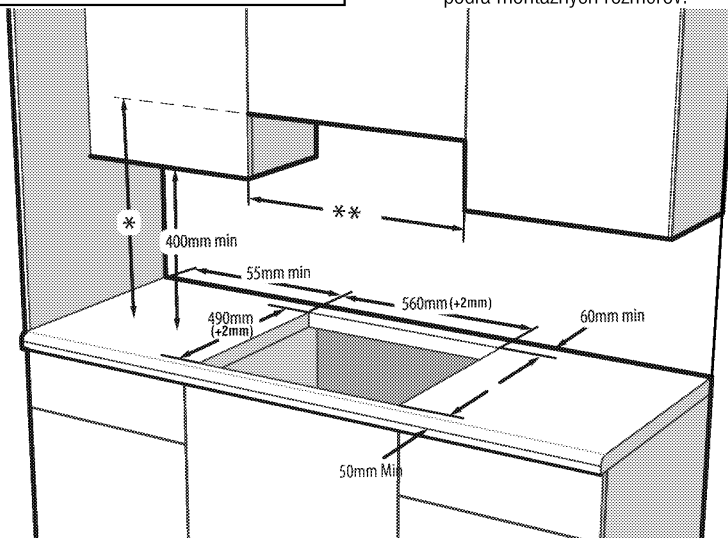 podľa montážnych rozmerov.
*
**
400mm min
55mm min
560mm (+2mm)
490mm
(+2mm)
60mm min
50mm Min